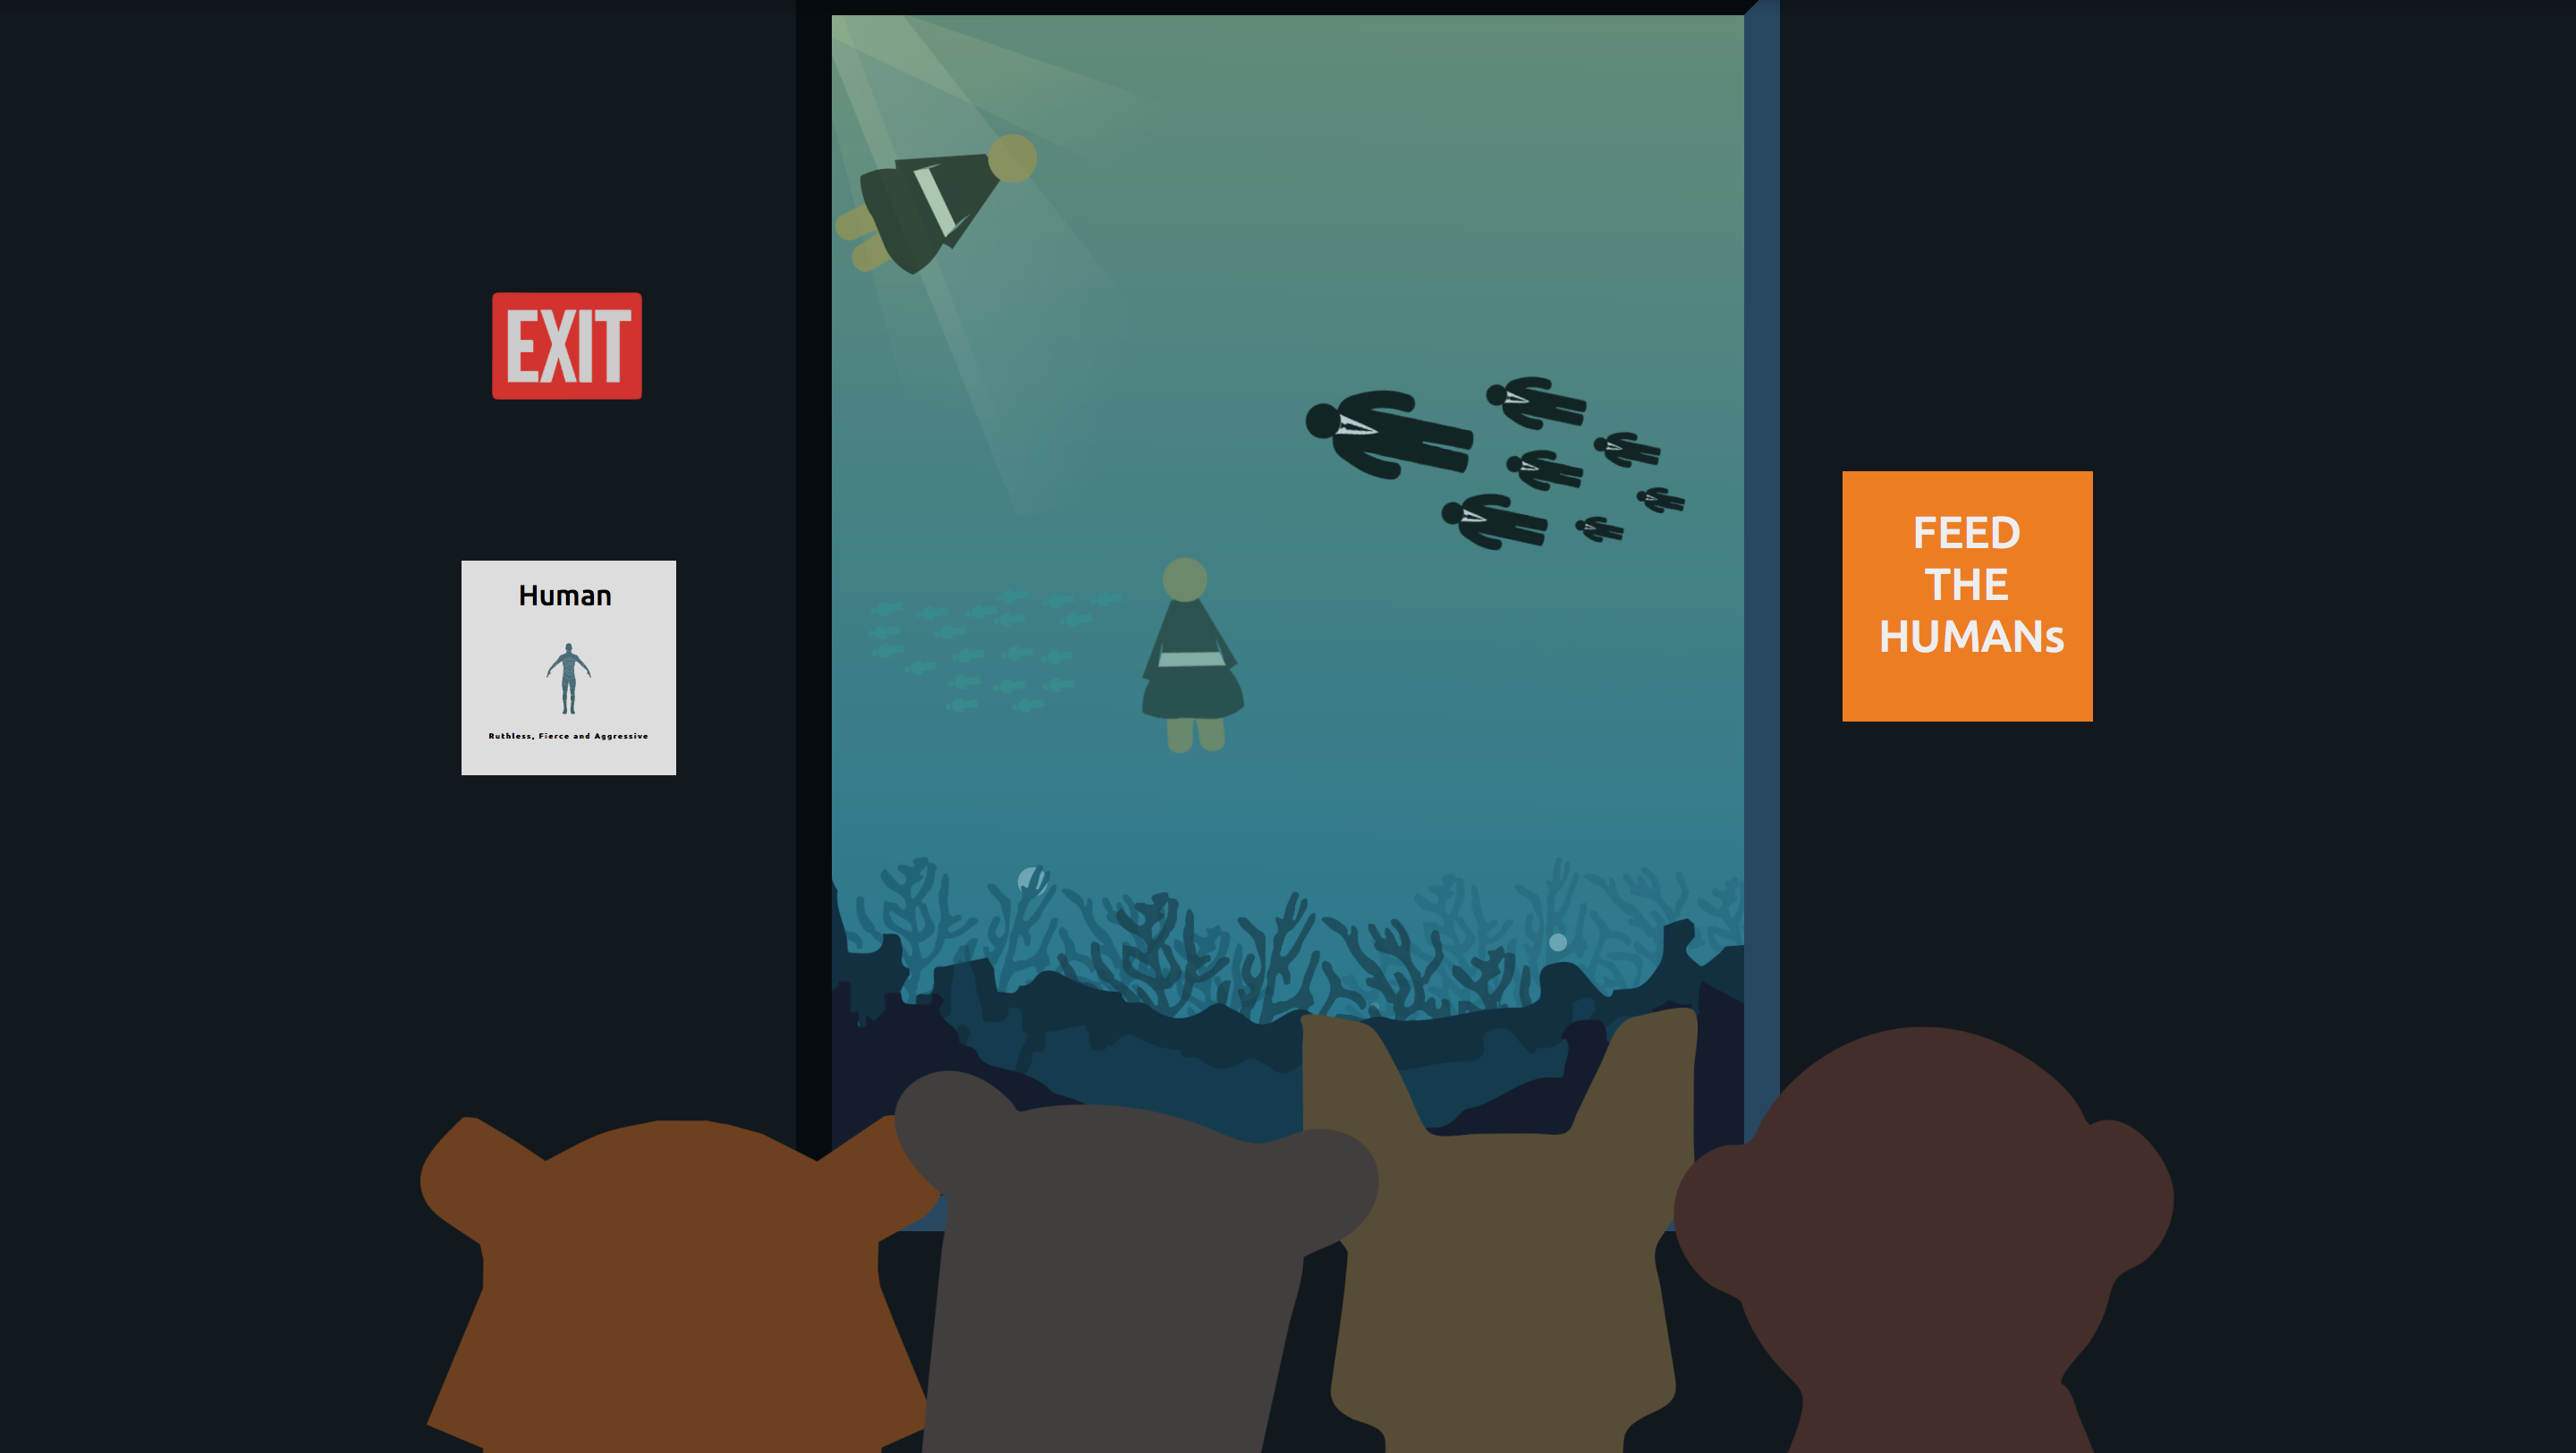 EXIT
Human
Ruthless, Fierce and Aggressive
FEED
THE
HUMANs